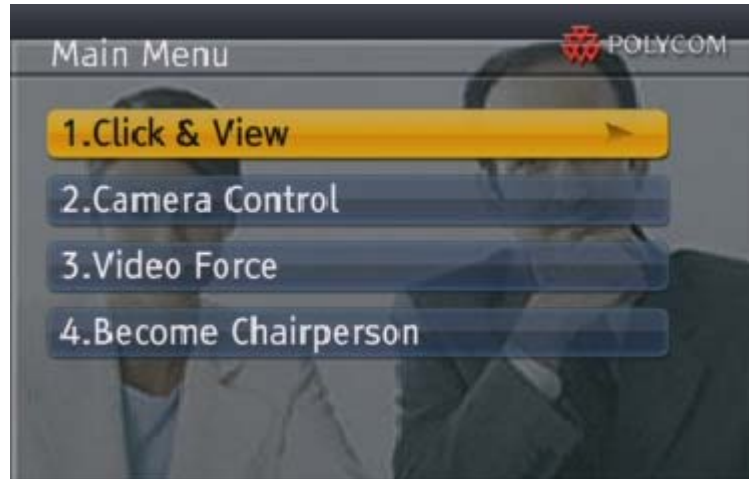 Main Menu
POLYCOM
1.Click & View
2.Camera Control
3.Video Force
4.Become Chairperson